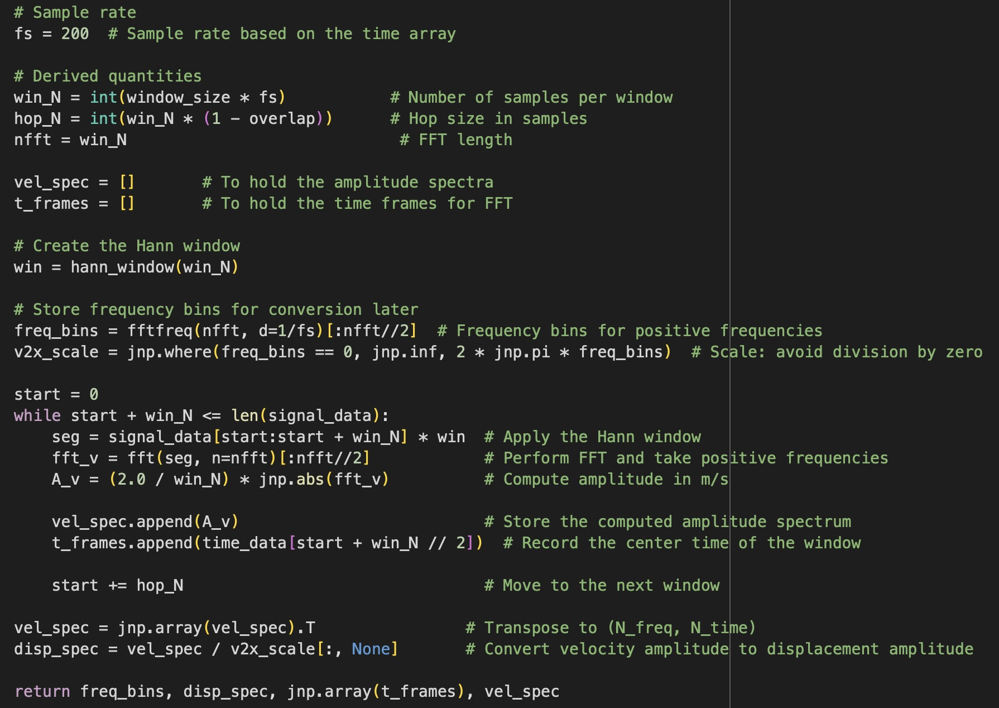 # Sample rate
fs = 200  # Sample rate based on the time array
# Derived quantities
win_N = int(window_size * fs)           # Number of samples per window
hop_N = int(win_N * (1 - overlap))      # Hop size in samples
nfft = win_N                             # FFT length
vel_spec = []       # To hold the amplitude spectra
t_frames = []       # To hold the time frames for FFT
# Create the Hann window
win = hann_window(win_N)
# Store frequency bins for conversion later
freq_bins = fftfreq(nfft, d=1/fs)[:nfft//2]  # Frequency bins for positive frequencies
v2x_scale = jnp.where(freq_bins == 0, jnp.inf, 2 * jnp.pi * freq_bins)  # Scale: avoid division by zero
start = 0
while start + win_N <= len(signal_data):
    seg = signal_data[start:start + win_N] * win  # Apply the Hann window
    fft_v = fft(seg, n=nfft)[:nfft//2]            # Perform FFT and take positive frequencies
    A_v = (2.0 / win_N) * jnp.abs(fft_v)          # Compute amplitude in m/s
    vel_spec.append(A_v)                          # Store the computed amplitude spectrum
    t_frames.append(time_data[start + win_N // 2])  # Record the center time of the window
    start += hop_N                                # Move to the next window
vel_spec = jnp.array(vel_spec).T                # Transpose to (N_freq, N_time)
disp_spec = vel_spec / v2x_scale[:, None]       # Convert velocity amplitude to displacement amplitude
return freq_bins, disp_spec, jnp.array(t_frames), vel_spec